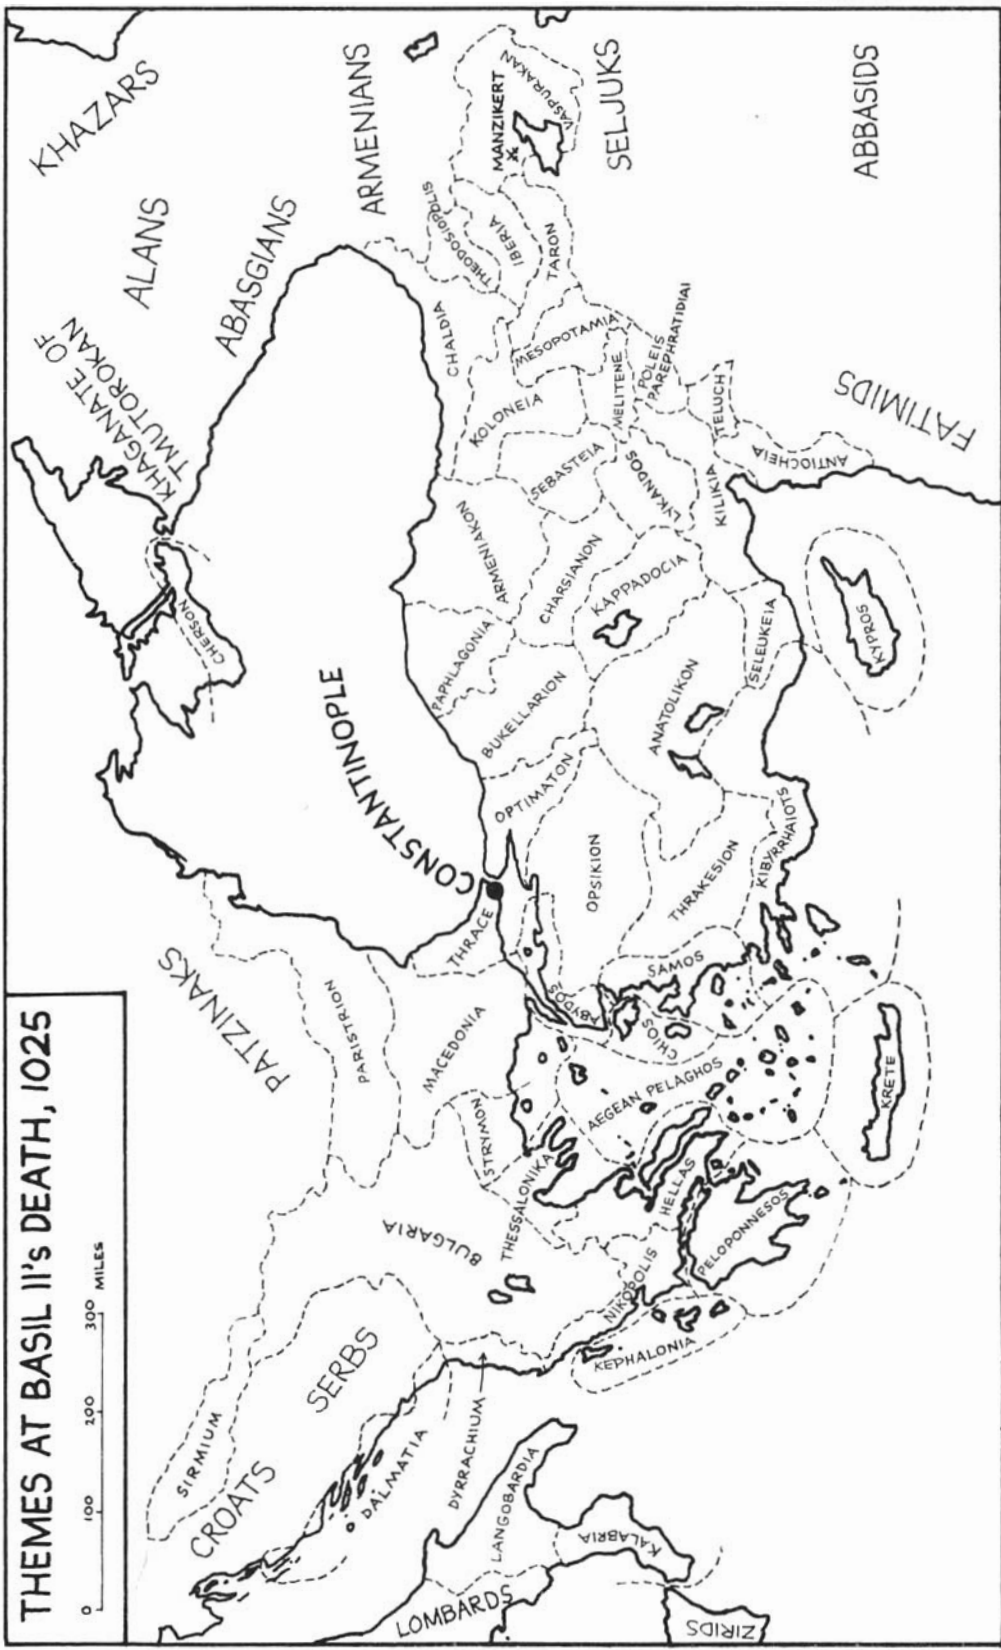 THEMES AT BASIL II's DEATH, 1025
0 100 200 300 MILES
PATZINAKS
KHAGANATE OF
TMUTOROKAN
ALANS
KHAZARS
ABASGIANS
ARMENIANS
SELJUKS
ABBASIDS
FATIMIDS
CROATS
SERBS
LOMBARDS
ZIRIDS
CONSTANTINOPLE
MANZIKERT
SIRMIUM
DALMATIA
DYRRACHIUM
LANGOBARDIA
KALABRIA
BULGARIA
PARISTRION
MACEDONIA
THRACE
STRYMON
THESSALONIKA
NIKOPOLIS
KEPHALONIA
HELLAS
PELOPONNESOS
AEGEAN PELAGHOS
KRETE
CHIOS
ABYDOS
SAMOS
CHERSON
OPTIMATON
OPSIKION
THRAKESION
KIBYRRHAIOTS
BUKELLARION
PAPHLAGONIA
ANATOLIKON
SELEUKEIA
KYPROS
ARMENIAKON
CHARSIANON
KAPPADOCIA
SEBASTEIA
LYKANDOS
KILIKIA
KOLONEIA
CHALDIA
MESOPOTAMIA
MELITENE
POLEIS
PAREPHRATIDIAI
TELUCH
ANTIOCHEIA
THEODOSIOPOLIS
IBERIA
TARON
VASPURAKAN